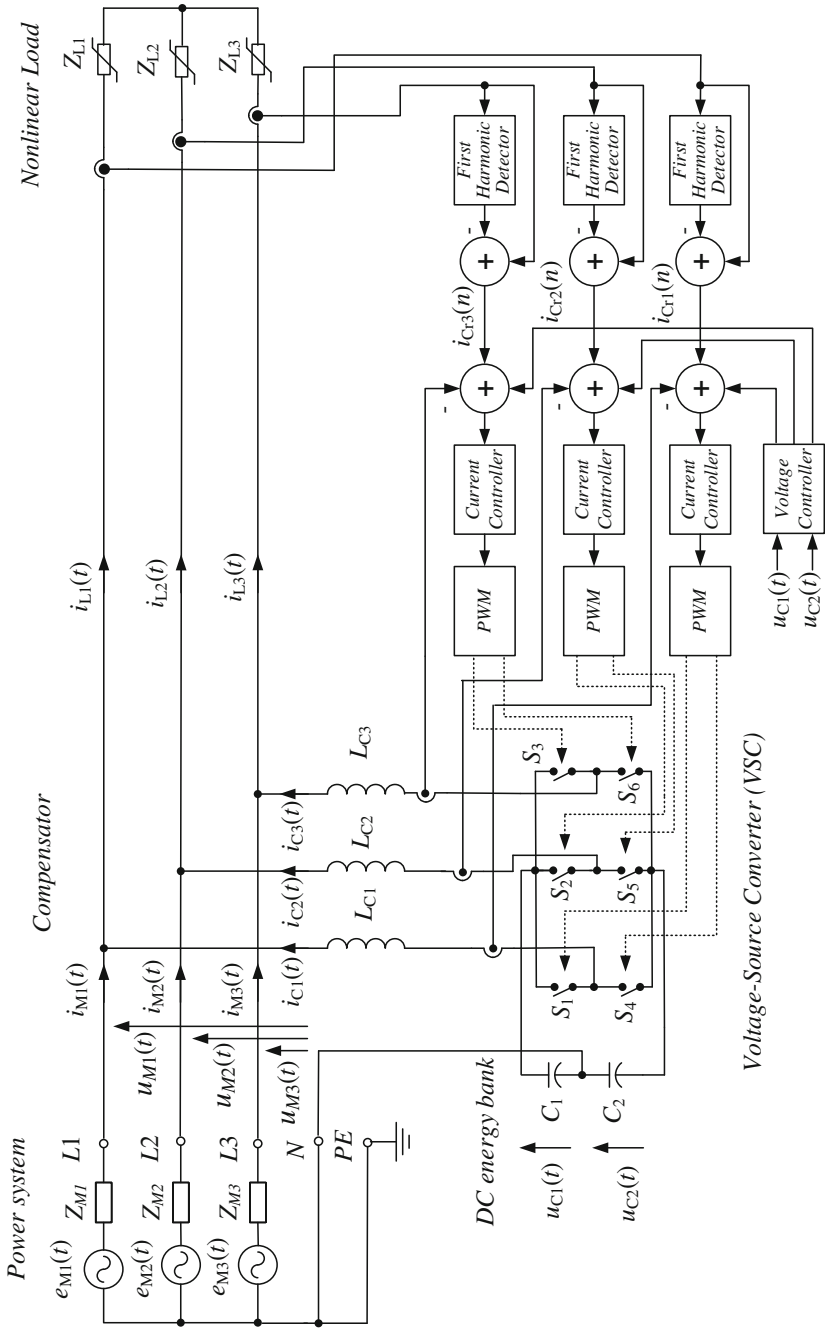 Power system
Compensator
Nonlinear Load
e_M1(t)
Z_M1
L1
i_M1(t)
i_L1(t)
Z_L1
e_M2(t)
Z_M2
L2
i_M2(t)
i_L2(t)
Z_L2
e_M3(t)
Z_M3
L3
i_M3(t)
i_L3(t)
Z_L3
u_M1(t)
u_M2(t)
u_M3(t)
N
PE
i_C1(t)
i_C2(t)
i_C3(t)
L_C1
L_C2
L_C3
DC energy bank
u_C1(t)
u_C2(t)
C_1
C_2
S_1
S_2
S_3
S_4
S_5
S_6
Voltage-Source Converter (VSC)
PWM
Current
Controller
-
+
i_Cr3(n)
+
-
First
Harmonic
Detector
PWM
Current
Controller
-
+
i_Cr2(n)
+
-
First
Harmonic
Detector
PWM
Current
Controller
-
+
i_Cr1(n)
+
-
First
Harmonic
Detector
u_C1(t)
u_C2(t)
Voltage
Controller